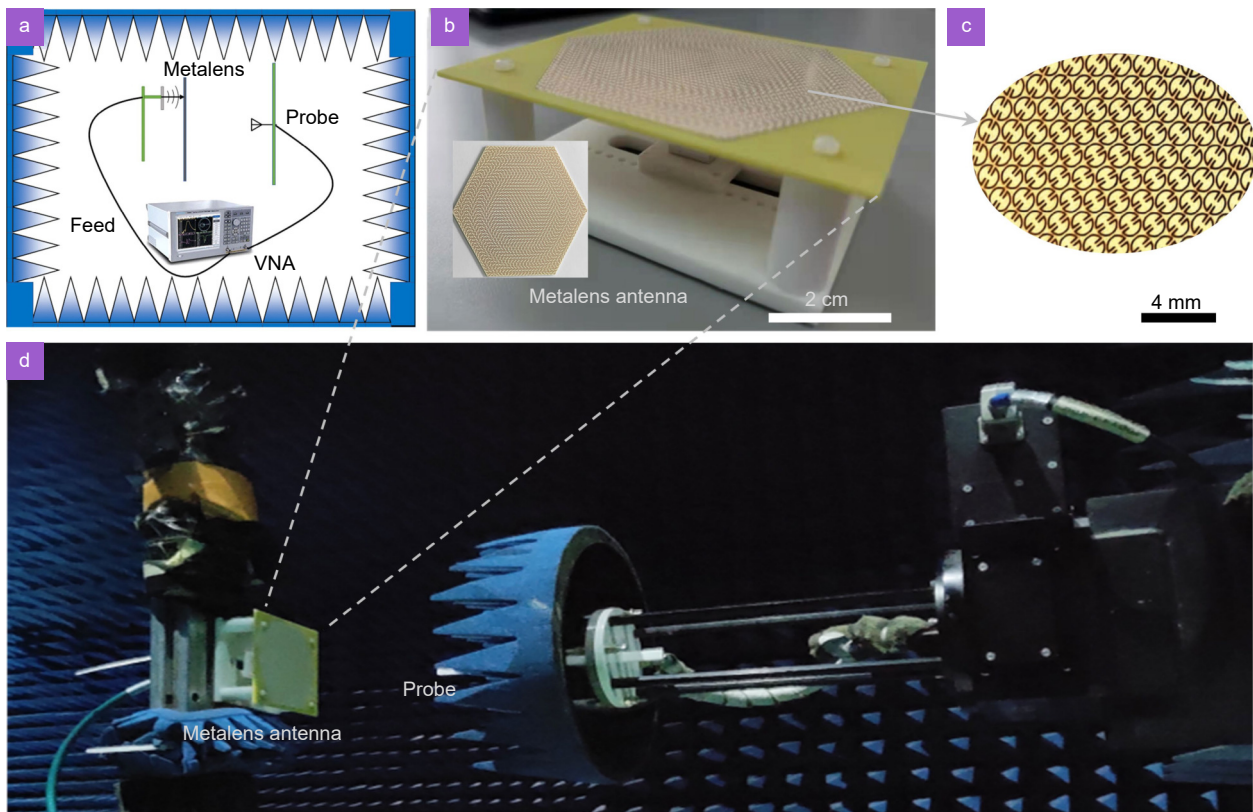 a
Metalens
Probe
Feed
VNA
b
Metalens antenna
2 cm
c
4 mm
d
Probe
Metalens antenna